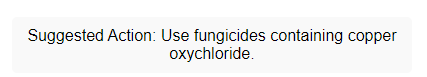 Suggested Action: Use fungicides containing copper
oxychloride.